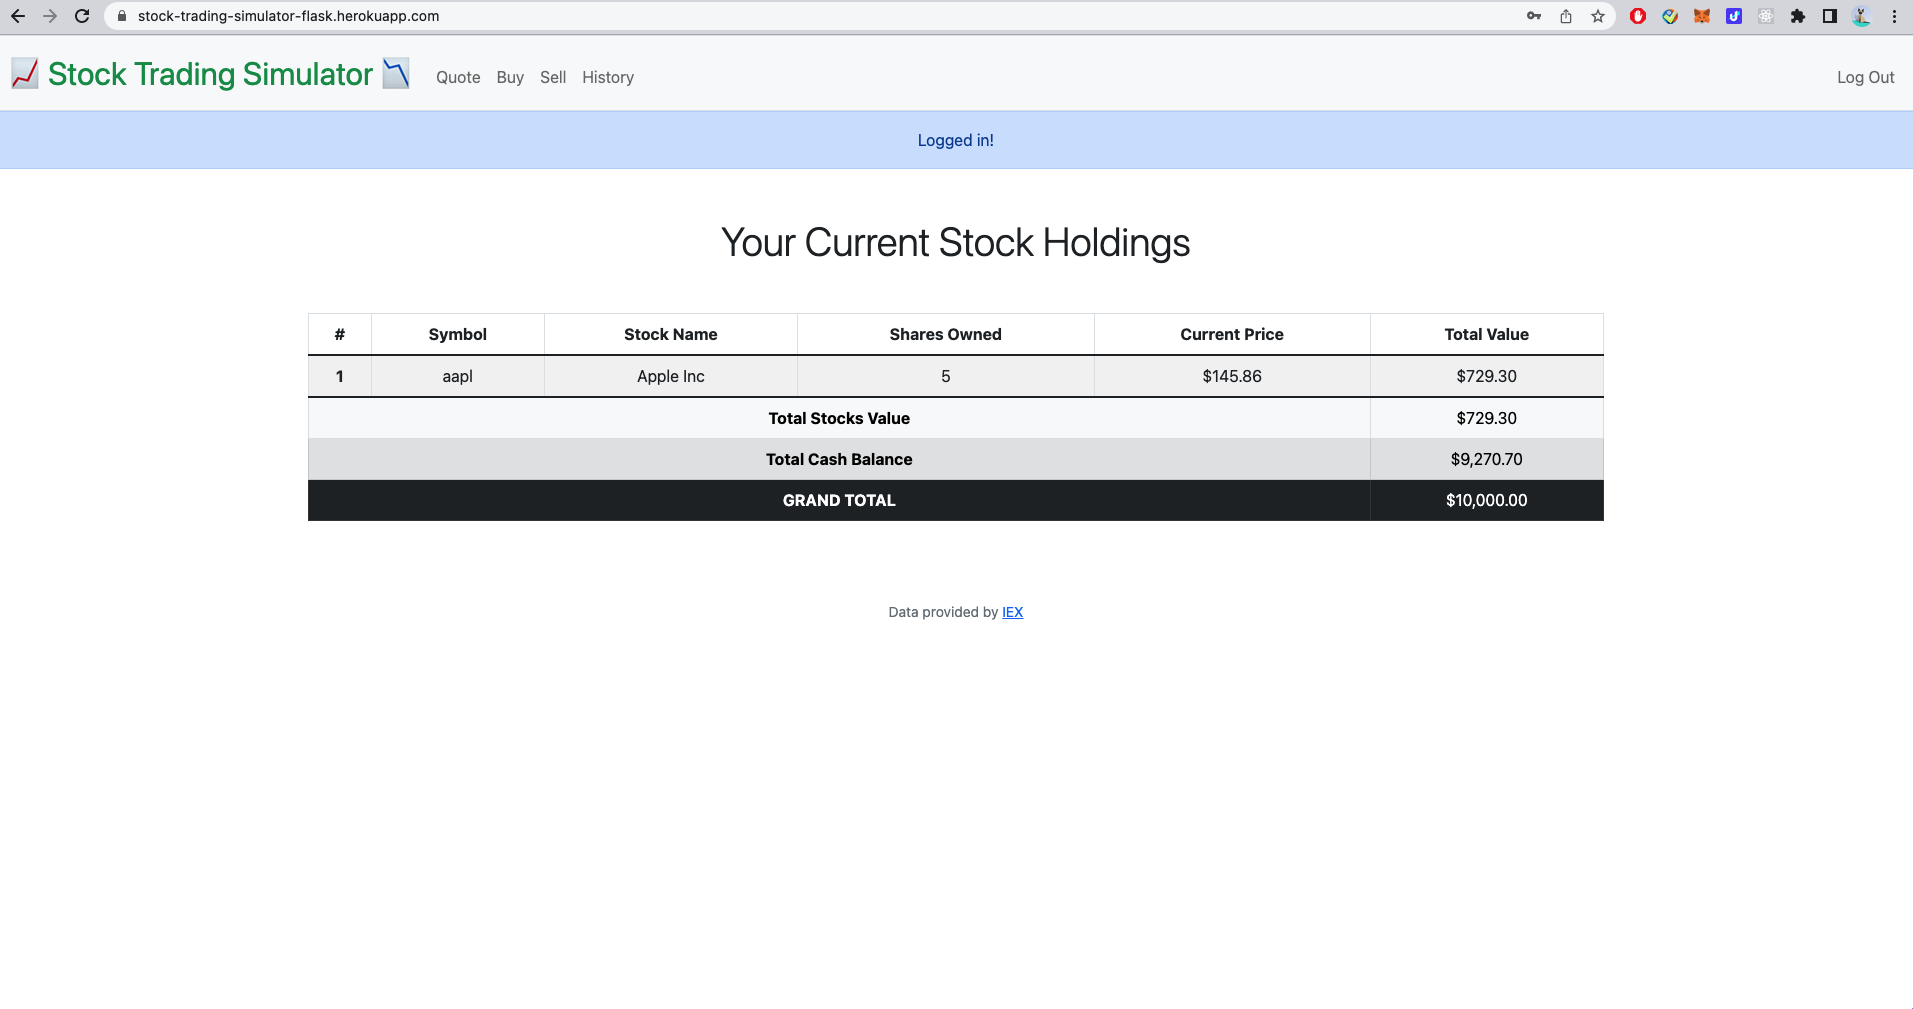 stock-trading-simulator-flask.herokuapp.com
Stock Trading Simulator Quote Buy Sell History Log Out
Logged in!
Your Current Stock Holdings
# Symbol Stock Name Shares Owned Current Price Total Value
1 aapl Apple Inc 5 $145.86 $729.30
Total Stocks Value $729.30
Total Cash Balance $9,270.70
GRAND TOTAL $10,000.00
Data provided by IEX